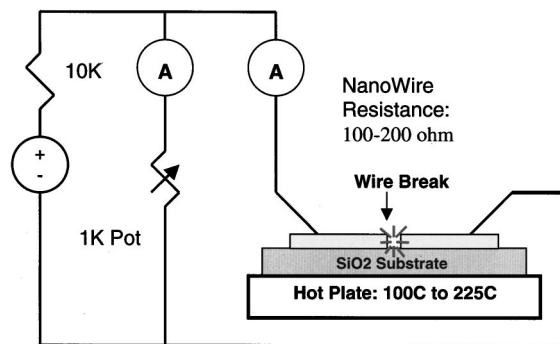 10K
A
A
+
-
1K Pot
NanoWire
Resistance:
100-200 ohm
Wire Break
SiO2 Substrate
Hot Plate: 100C to 225C